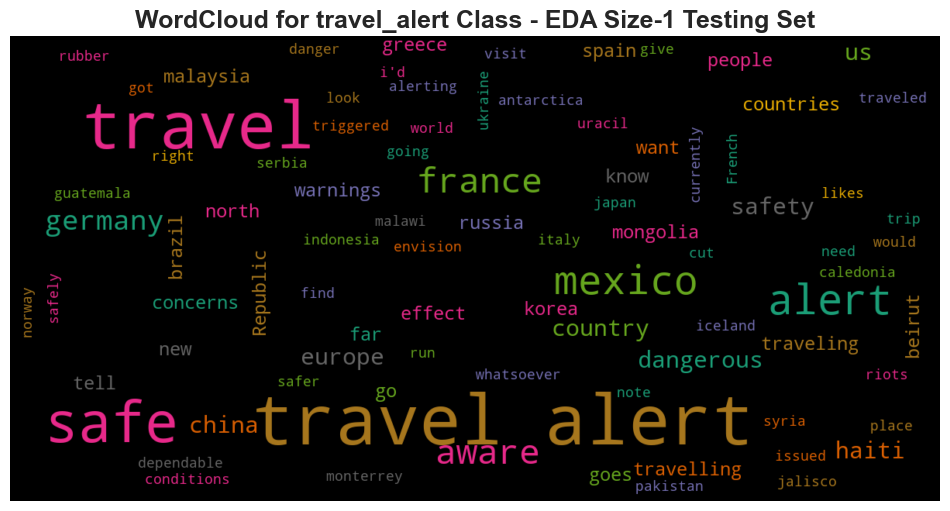 WordCloud for travel_alert Class - EDA Size-1 Testing Set
rubber
danger
greece
visit
spain
give
people
us
malaysia
got
i'd
alerting
look
ukraine
antarctica
countries
traveled
travel
triggered
world
uracil
right
serbia
going
france
want
currently
French
know
guatemala
warnings
japan
likes
safety
germany
north
malawi
russia
mongolia
trip
brazil
Republic
indonesia
envision
italy
cut
need
would
caledonia
norway
safely
concerns
find
mexico
alert
effect
korea
country
iceland
beirut
new
far
europe
run
traveling
dangerous
tell
safer
go
whatsoever
note
riots
safe
china
travel alert
syria
place
aware
haiti
dependable
conditions
monterrey
goes
travelling
issued
pakistan
jalisco